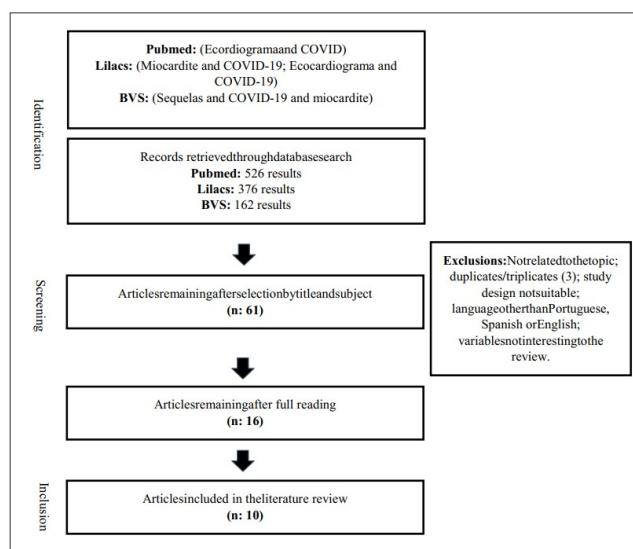 Identification
Pubmed: (Ecordiogramaand COVID)
Lilacs: (Miocardite and COVID-19; Ecocardiograma and
COVID-19)
BVS: (Sequelas and COVID-19 and miocardite)
Records retrievedthroughdatabasesearch
Pubmed: 526 results
Lilacs: 376 results
BVS: 162 results
Screening
Articlesremainingafterselectionbytitleandsubject
(n: 61)
Exclusions:Notrelatedtothetopic;
duplicates/triplicates (3); study
design notsuitable;
languageotherthanPortuguese,
Spanish orEnglish;
variablesnotinterestingtothe
review.
Articlesremainingafter full reading
(n: 16)
Inclusion
Articlesincluded in theliterature review
(n: 10)